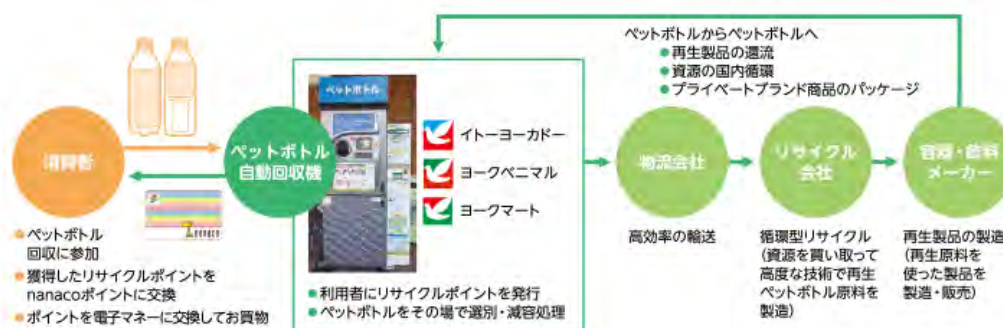 消費者
ペットボトル
回収に参加
獲得したリサイクルポイントを
nanacoポイントに交換
ポイントを電子マネーに交換してお買物
ペットボトル
自動回収機
ペットボトル
イトーヨーカドー
ヨークベニマル
ヨークマート
利用者にリサイクルポイントを発行
ペットボトルをその場で選別・減容処理
ペットボトルからペットボトルへ
再生製品の還流
資源の国内循環
プライベートブランド商品のパッケージ
物流会社
高効率の輸送
リサイクル
会社
循環型リサイクル
(資源を買い取って
高度な技術で再生
ペットボトル原料を
製造)
容器・飲料
メーカー
再生製品の製造
(再生原料を
使った製品を
製造・販売)